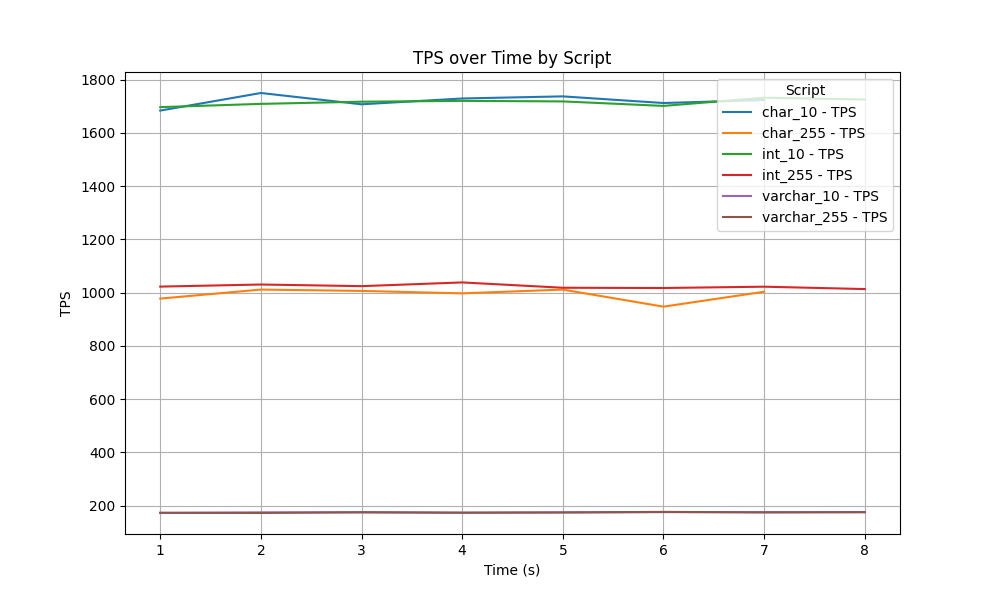 TPS over Time by Script
TPS
1800
1600
1400
1200
1000
800
600
400
200
Script
char_10 - TPS
char_255 - TPS
int_10 - TPS
int_255 - TPS
varchar_10 - TPS
varchar_255 - TPS
1 2 3 4 5 6 7 8
Time (s)